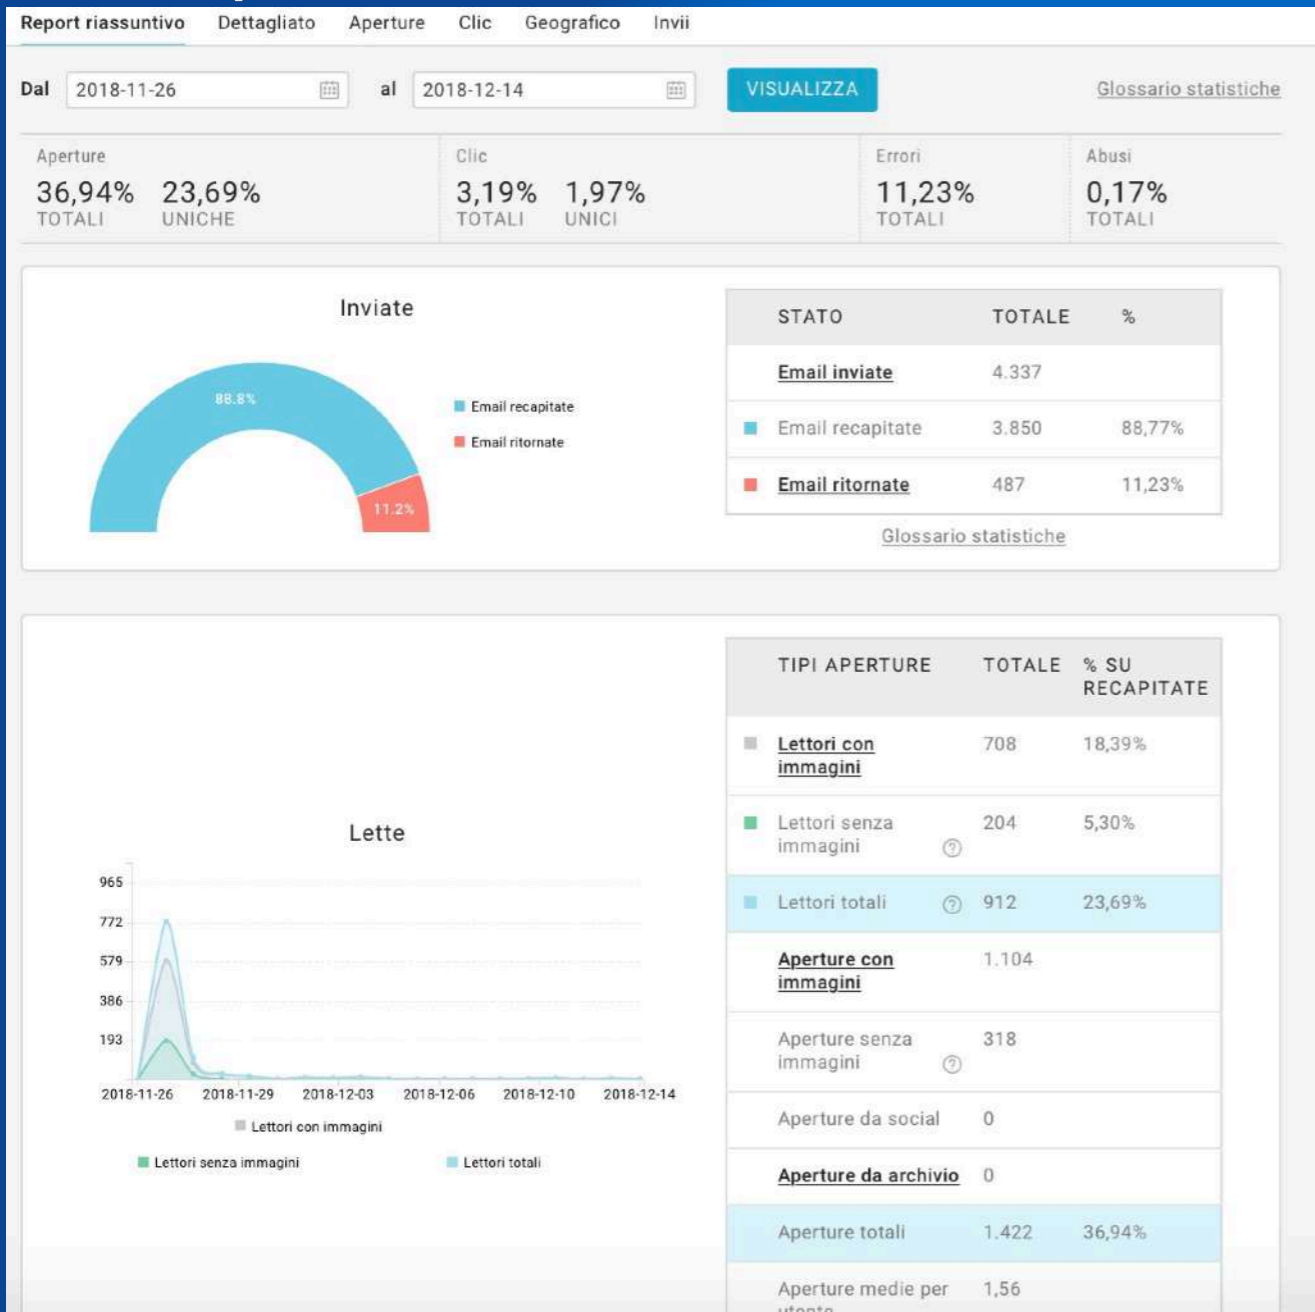 Report riassuntivo Dettagliato Aperture Clic Geografico Invii
Dal 2018-11-26 al 2018-12-14 VISUALIZZA Glossario statistiche
Aperture Clic Errori Abusi
36,94% 23,69% 3,19% 1,97% 11,23% 0,17%
TOTALI UNICHE TOTALI UNICI TOTALI TOTALI
Inviate
88.8%
11.2%
Email recapitate
Email ritornate
STATO TOTALE %
Email inviate 4.337
Email recapitate 3.850 88,77%
Email ritornate 487 11,23%
Glossario statistiche
Lette
965
772
579
386
193
2018-11-26 2018-11-29 2018-12-03 2018-12-06 2018-12-10 2018-12-14
Lettori con immagini
Lettori senza immagini Lettori totali
TIPI APERTURE TOTALE % SU
RECAPITATE
Lettori con 708 18,39%
immagini
Lettori senza 204 5,30%
immagini ?
Lettori totali ? 912 23,69%
Aperture con 1.104
immagini
Aperture senza 318
immagini ?
Aperture da social 0
Aperture da archivio 0
Aperture totali 1.422 36,94%
Aperture medie per 1,56
utente